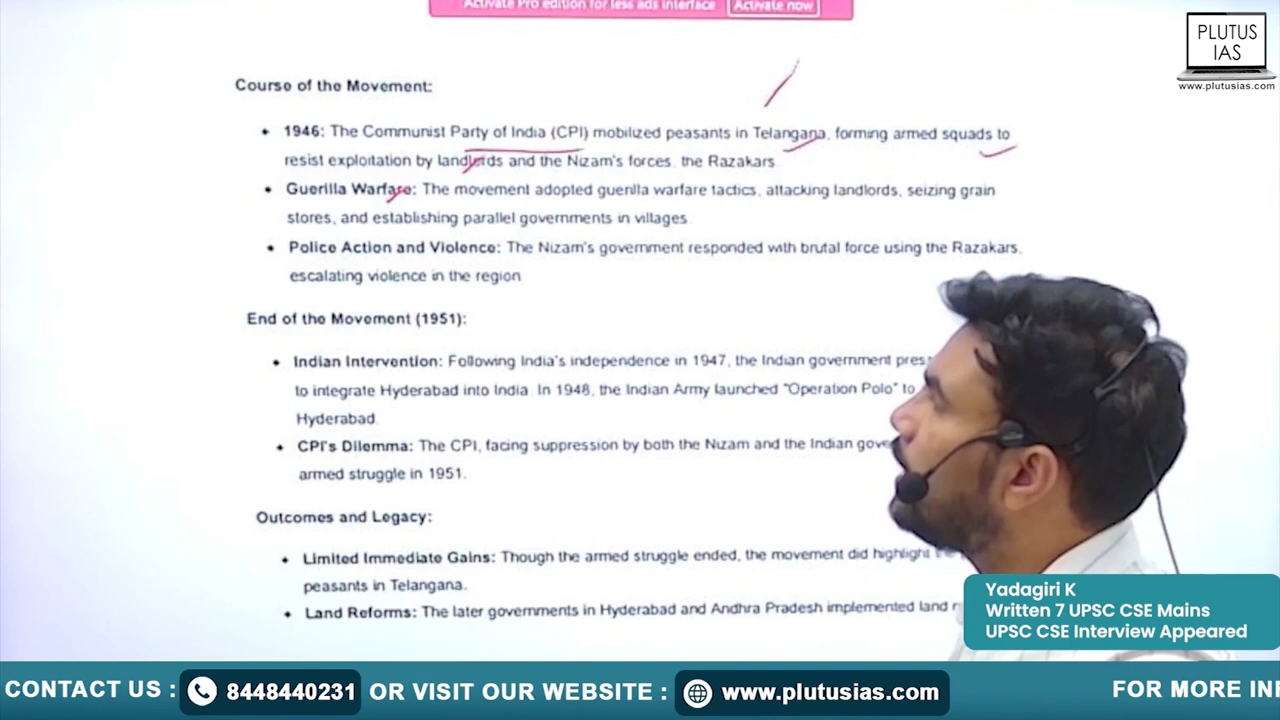 Activate Pro edition for less ads interface Activate now
PLUTUS
IAS
www.plutusias.com
Course of the Movement:
• 1946: The Communist Party of India (CPI) mobilized peasants in Telangana, forming armed squads to
resist exploitation by landlords and the Nizam's forces, the Razakars.
• Guerilla Warfare: The movement adopted guerilla warfare tactics, attacking landlords, seizing grain
stores, and establishing parallel governments in villages.
• Police Action and Violence: The Nizam's government responded with brutal force using the Razakars,
escalating violence in the region.
End of the Movement (1951):
• Indian Intervention: Following India's independence in 1947, the Indian government
to integrate Hyderabad into India. In 1948, the Indian Army launched "Operation Polo" to
Hyderabad.
• CPI's Dilemma: The CPI, facing suppression by both the Nizam and the Indian
armed struggle in 1951.
Outcomes and Legacy:
• Limited Immediate Gains: Though the armed struggle ended, the movement did highlight the
peasants in Telangana.
• Land Reforms: The later governments in Hyderabad and Andhra Pradesh implemented land
Yadagiri K
Written 7 UPSC CSE Mains
UPSC CSE Interview Appeared
CONTACT US : 8448440231 OR VISIT OUR WEBSITE : www.plutusias.com FOR MORE